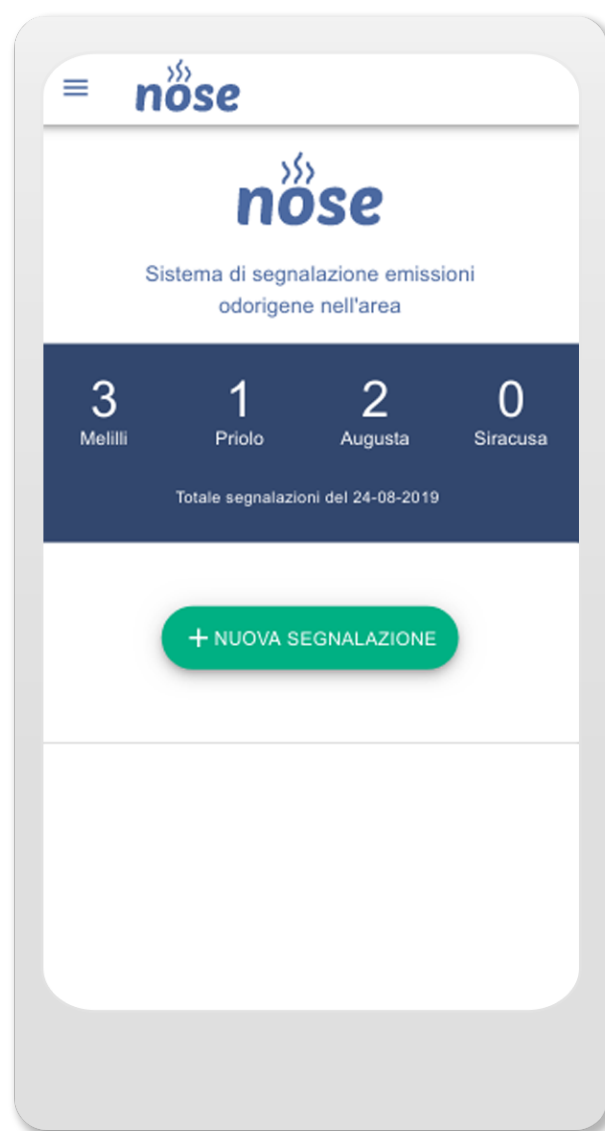 nose
nose
Sistema di segnalazione emissioni
odorigene nell'area
3 1 2 0
Melilli Priolo Augusta Siracusa
Totale segnalazioni del 24-08-2019
+ NUOVA SEGNALAZIONE